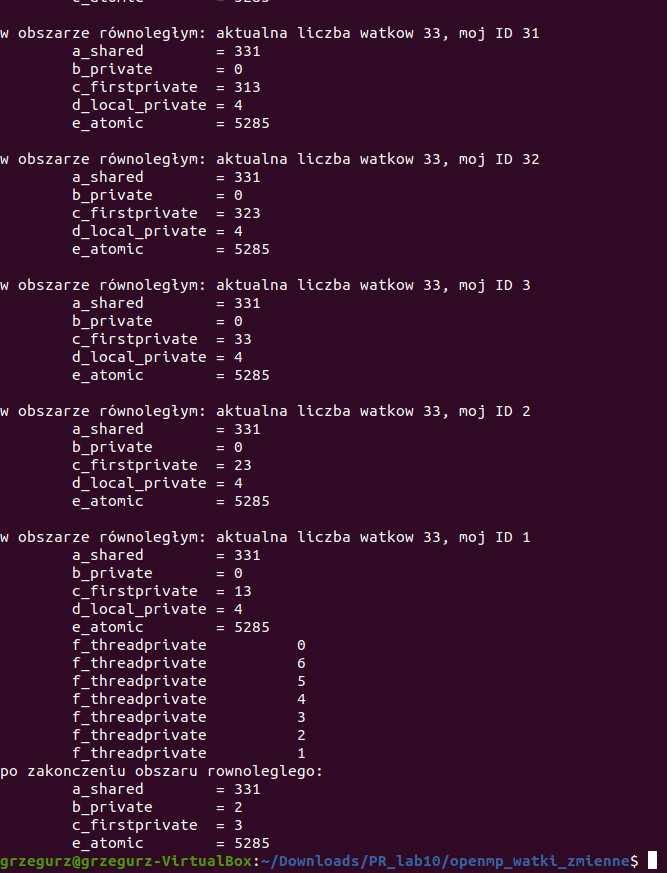 w obszarze równoległym: aktualna liczba watkow 33, moj ID 31
a_shared = 331
b_private = 0
c_firstprivate = 313
d_local_private = 4
e_atomic = 5285
w obszarze równoległym: aktualna liczba watkow 33, moj ID 32
a_shared = 331
b_private = 0
c_firstprivate = 323
d_local_private = 4
e_atomic = 5285
w obszarze równoległym: aktualna liczba watkow 33, moj ID 3
a_shared = 331
b_private = 0
c_firstprivate = 33
d_local_private = 4
e_atomic = 5285
w obszarze równoległym: aktualna liczba watkow 33, moj ID 2
a_shared = 331
b_private = 0
c_firstprivate = 23
d_local_private = 4
e_atomic = 5285
w obszarze równoległym: aktualna liczba watkow 33, moj ID 1
a_shared = 331
b_private = 0
c_firstprivate = 13
d_local_private = 4
e_atomic = 5285
f_threadprivate 0
f_threadprivate 6
f_threadprivate 5
f_threadprivate 4
f_threadprivate 3
f_threadprivate 2
f_threadprivate 1
po zakonczeniu obszaru rownoleglego:
a_shared = 331
b_private = 2
c_firstprivate = 3
e_atomic = 5285
grzegurz@grzegurz-VirtualBox:~/Downloads/PR_lab10/openmp_watki_zmienne$